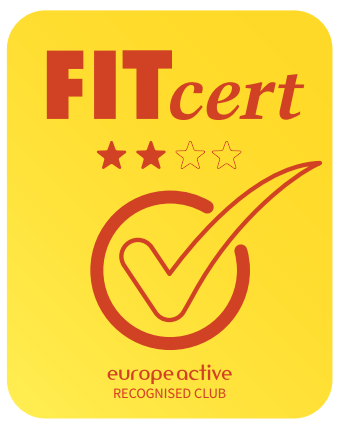 FITcert
europe active
RECOGNISED CLUB